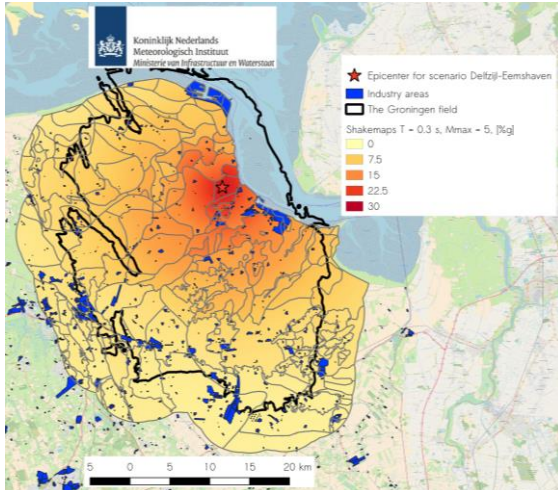 Koninklijk Nederlands
Meteorologisch Instituut
Ministerie van Infrastructuur en Waterstaat
Epicenter for scenario Delfzijl-Eemshaven
Industry areas
The Groningen field
Shakemaps T - 0.3 s, Mmax - 5, [%g]
0
7.5
15
22.5
30
5 0 5 10 15 20 km